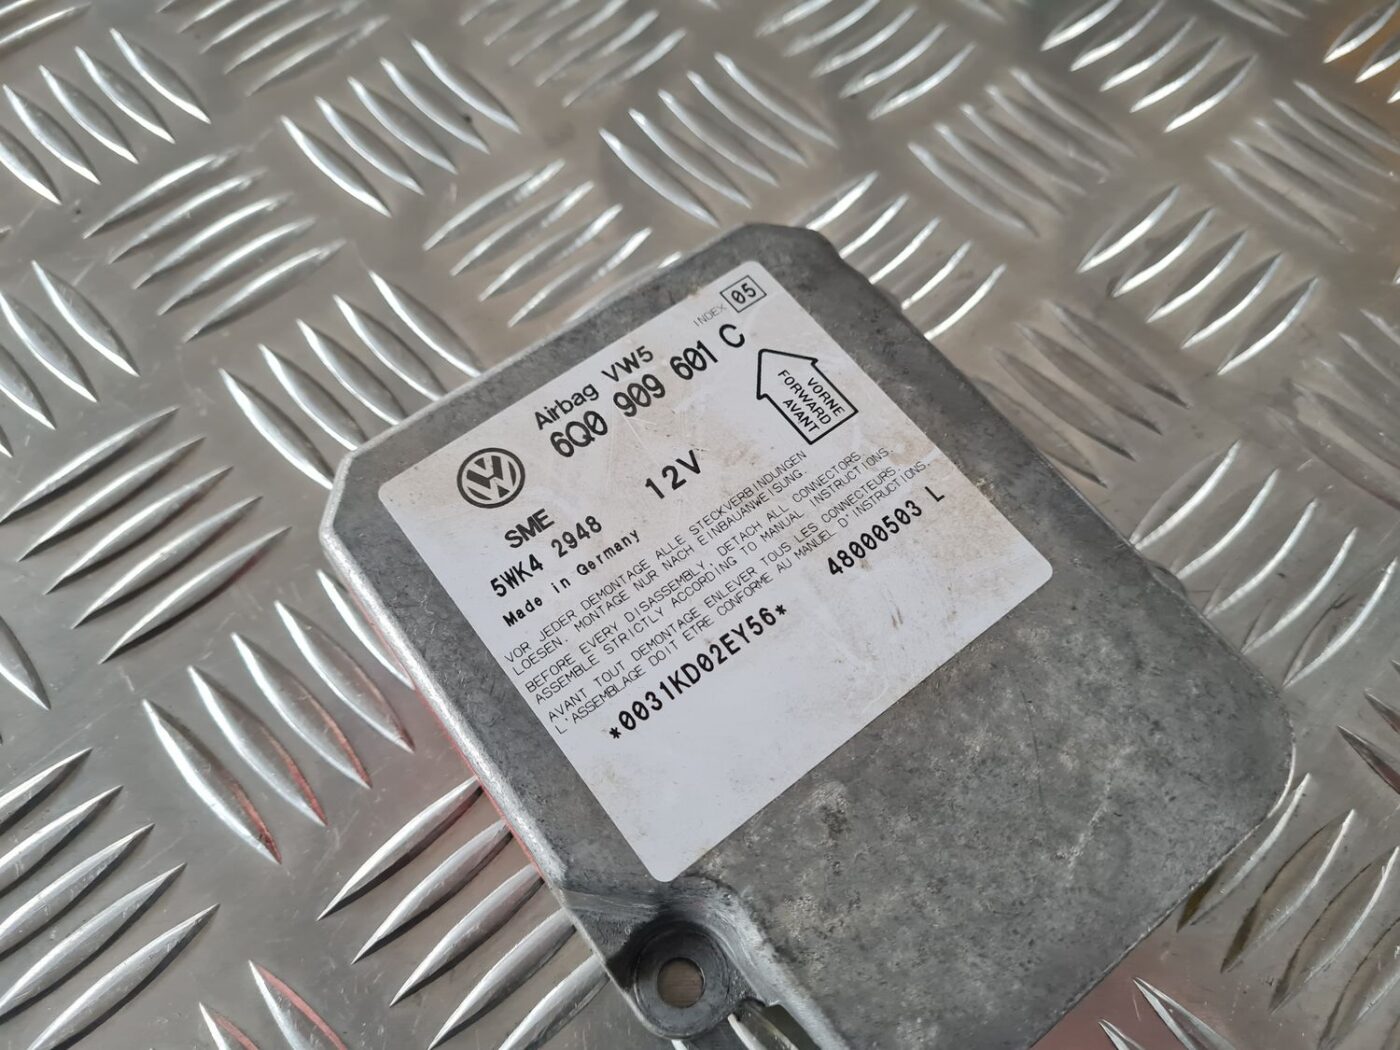 INDEX 05
Airbag VW5
6Q0 909 601 C
VORNE
FORWARD
AVANT
12V
SME
5WK4 2948
Made in Germany
VOR JEDER DEMONTAGE ALLE STECKVERBINDUNGEN
LOESEN. MONTAGE NUR NACH EINBAUANWEISUNG.
BEFORE EVERY DISASSEMBLY, DETACH ALL CONNECTORS.
ASSEMBLE STRICTLY ACCORDING TO MANUAL INSTRUCTIONS.
AVANT TOUT DEMONTAGE ENLEVER TOUS LES CONNECTEURS.
L'ASSEMBLAGE DOIT ETRE CONFORME AU MANUEL D'INSTRUCTIONS.
*0031KD02EY56*
48000503 L